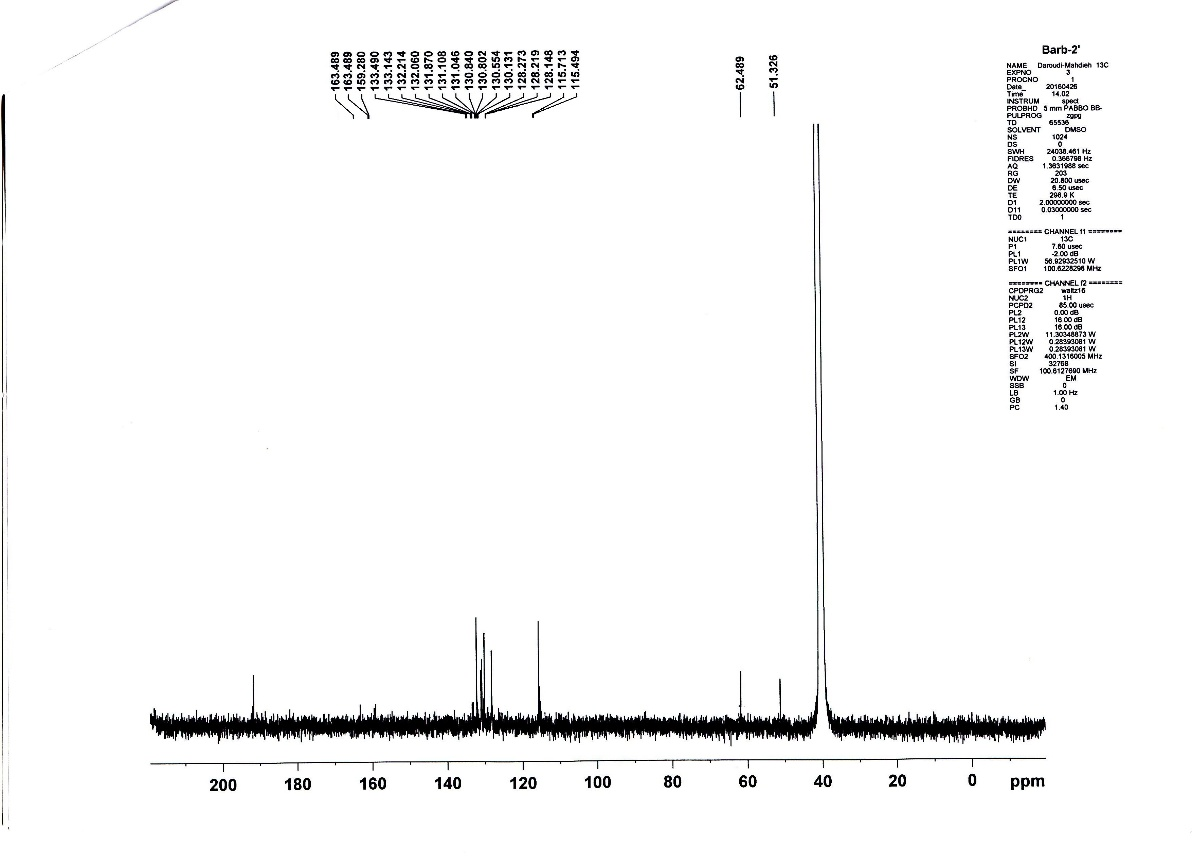 163.489
163.489
159.280
133.490
133.143
132.214
132.060
131.870
131.108
131.046
130.840
130.802
130.554
130.131
128.273
128.219
128.148
115.713
115.494
62.489
51.326
Barb-2'
NAME Daroudi-Mahdieh 13C
EXPNO 3
PROCNO 1
Date_ 20160426
Time 14.02
INSTRUM spect
PROBHD 5 mm PABBO BB-
PULPROG zgpg
TD 65536
SOLVENT DMSO
NS 1024
DS 0
SWH 24038.461 Hz
FIDRES 0.366798 Hz
AQ 1.3631988 sec
RG 203
DW 20.800 usec
DE 6.50 usec
TE 298.9 K
D1 2.00000000 sec
D11 0.03000000 sec
TD0 1
======== CHANNEL f1 ========
NUC1 13C
P1 7.80 usec
PL1 -2.00 dB
PL1W 56.92932510 W
SFO1 100.6228298 MHz
======== CHANNEL f2 ========
CPDPRG2 waltz16
NUC2 1H
PCPD2 85.00 usec
PL2 0.00 dB
PL12 16.00 dB
PL13 16.00 dB
PL2W 11.30348873 W
PL12W 0.28393081 W
PL13W 0.28393081 W
SFO2 400.1316005 MHz
SI 32768
SF 100.6127690 MHz
WDW EM
SSB 0
LB 1.00 Hz
GB 0
PC 1.40
200 180 160 140 120 100 80 60 40 20 0 ppm